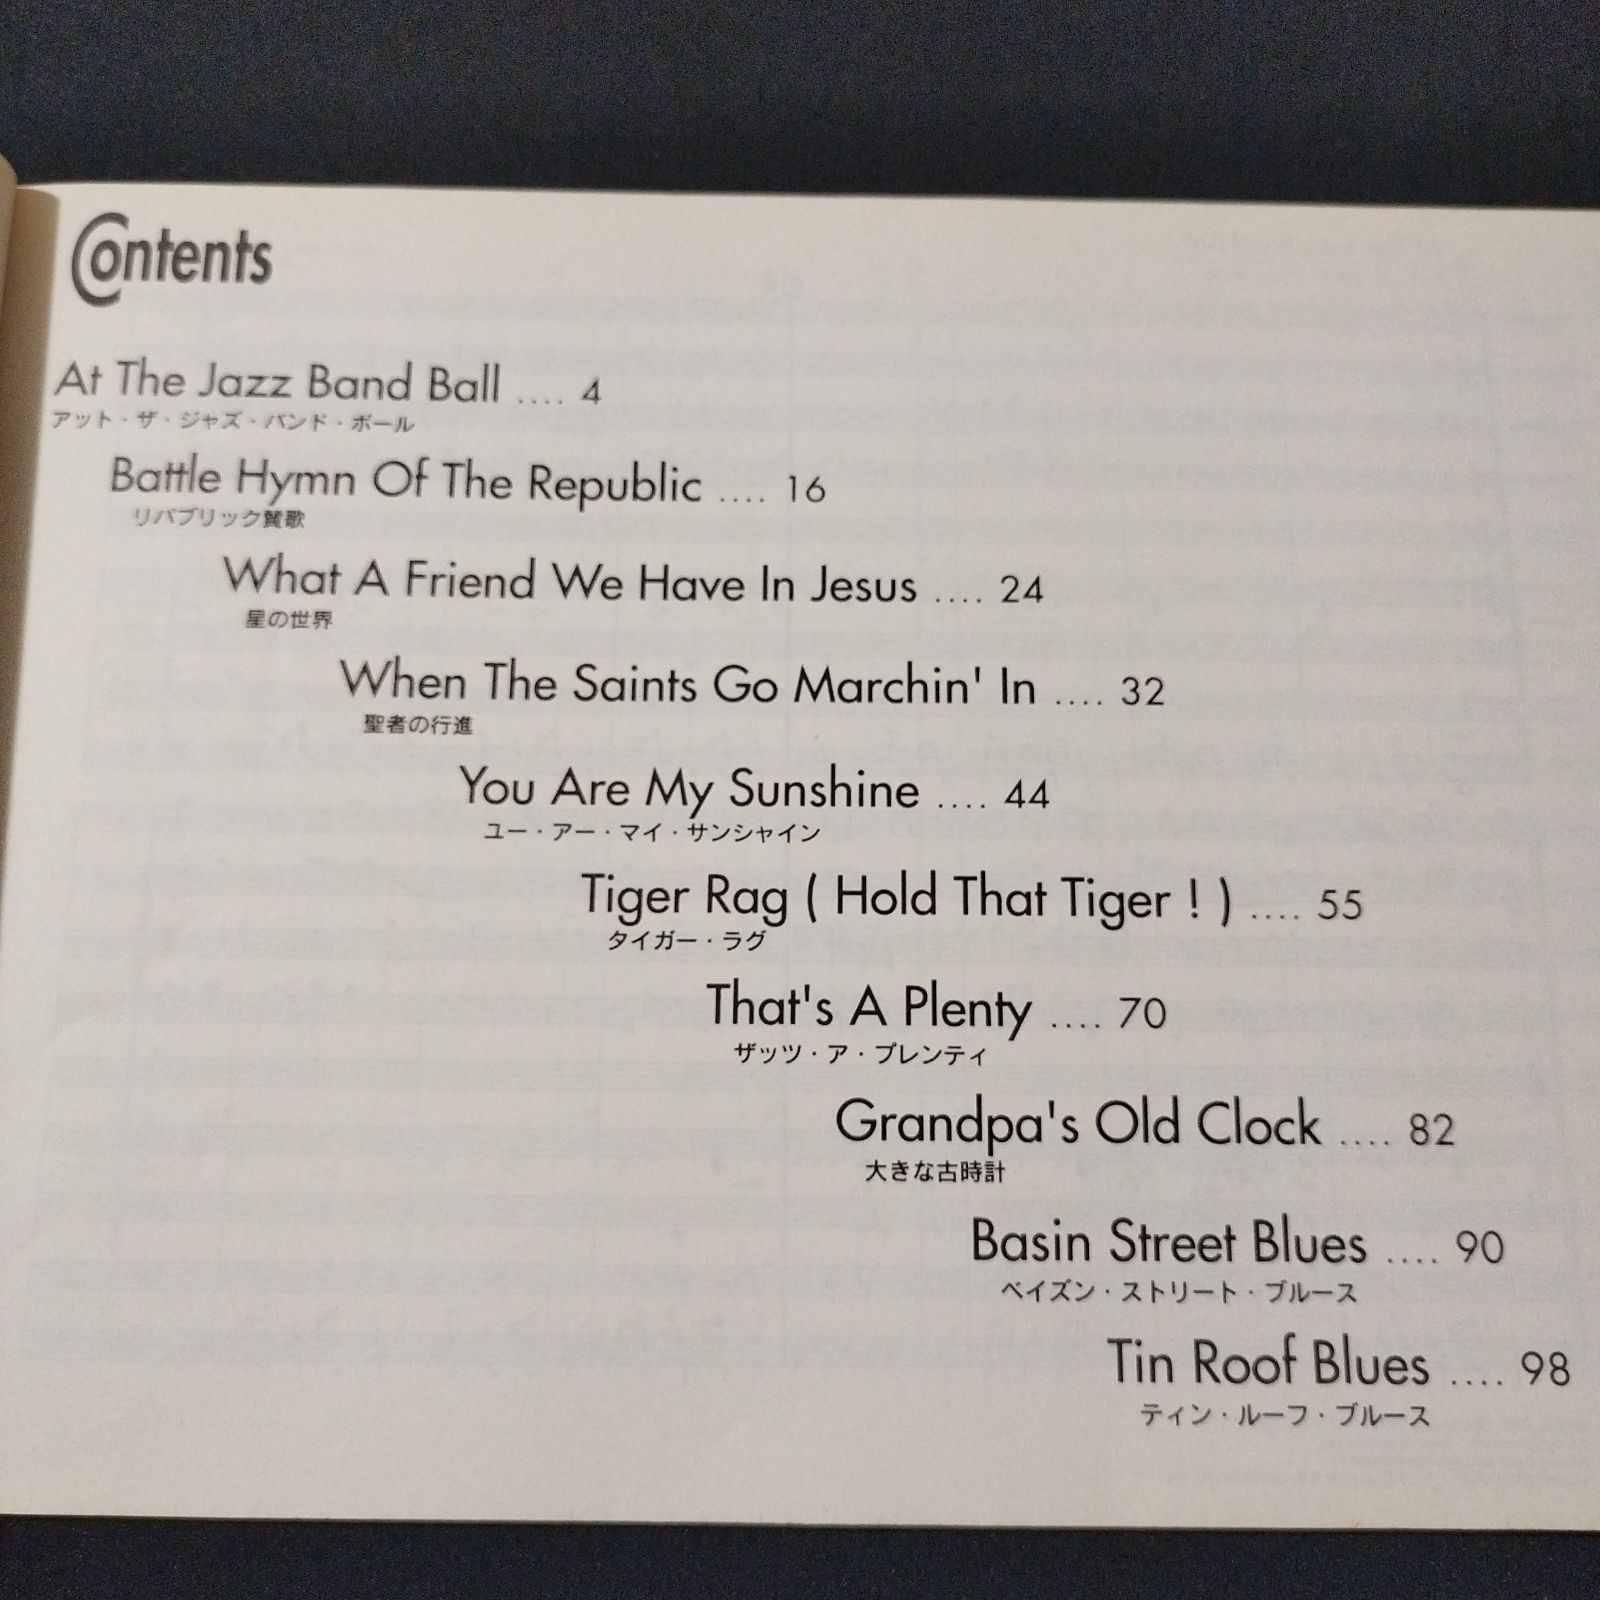 Contents
At The Jazz Band Ball .... 4
アット・ザ・ジャズ・バンド・ボール
Battle Hymn Of The Republic .... 16
リパブリック賛歌
What A Friend We Have In Jesus .... 24
星の世界
When The Saints Go Marchin' In .... 32
聖者の行進
You Are My Sunshine .... 44
ユー・アー・マイ・サンシャイン
Tiger Rag ( Hold That Tiger ! ) .... 55
タイガー・ラグ
That's A Plenty .... 70
ザッツ・ア・プレンティ
Grandpa's Old Clock .... 82
大きな古時計
Basin Street Blues .... 90
ベイズン・ストリート・ブルース
Tin Roof Blues .... 98
ティン・ルーフ・ブルース